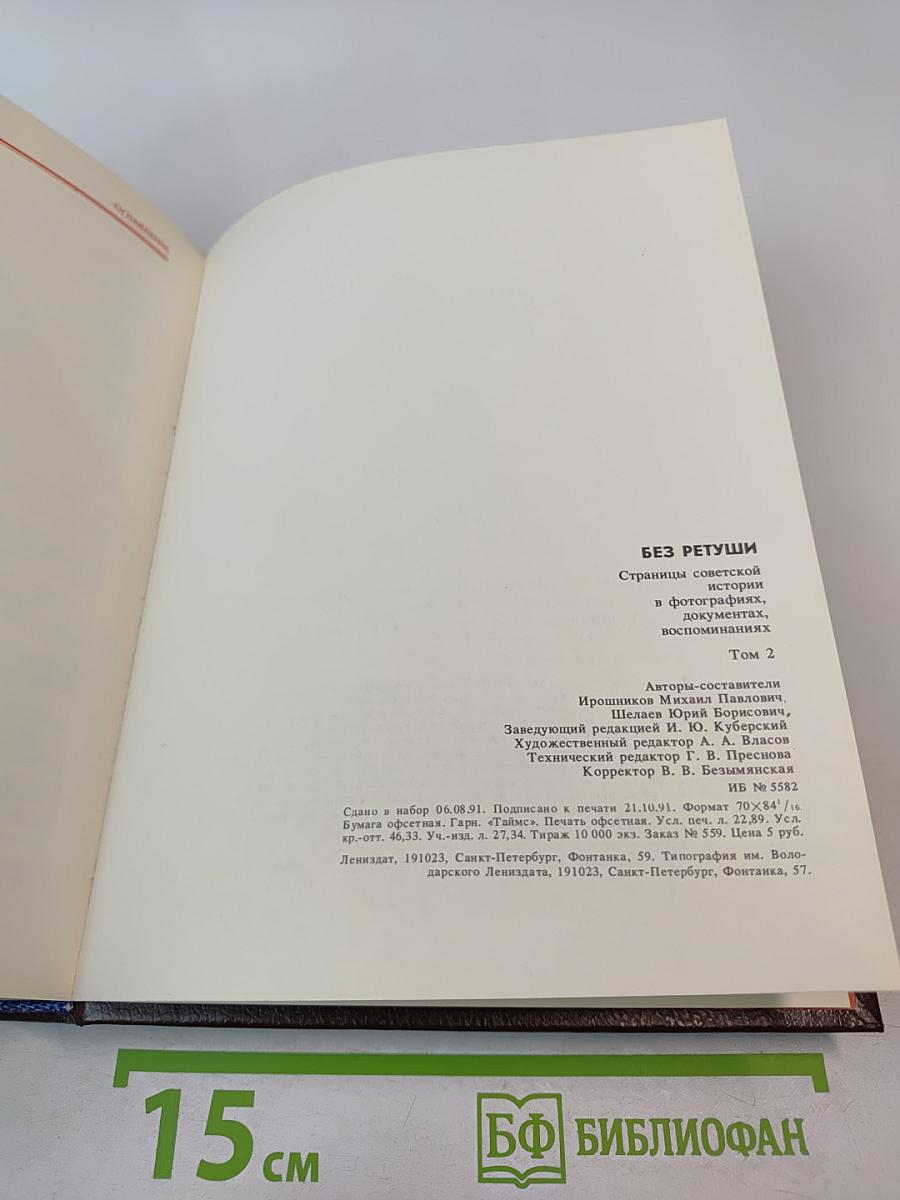 ОГЛАВЛЕНИЕ
БЕЗ РЕТУШИ
Страницы советской
истории
в фотографиях,
документах,
воспоминаниях
Том 2
Авторы-составители
Ирошников Михаил Павлович,
Шелаев Юрий Борисович,
Заведующий редакцией И. Ю. Куберский
Художественный редактор А. А. Власов
Технический редактор Г. В. Преснова
Корректор В. В. Безымянская
ИБ № 5582
Сдано в набор 06.08.91. Подписано к печати 21.10.91. Формат 70×84¹/₁₆.
Бумага офсетная. Гарн. «Таймс». Печать офсетная. Усл. печ. л. 22,89. Усл.
кр.-отт. 46,33. Уч.-изд. л. 27,34. Тираж 10 000 экз. Заказ № 559. Цена 5 руб.
Лениздат, 191023, Санкт-Петербург, Фонтанка, 59. Типография им. Воло-
дарского Лениздата, 191023, Санкт-Петербург, Фонтанка, 57.
15 см
БФ БИБЛИОФАН